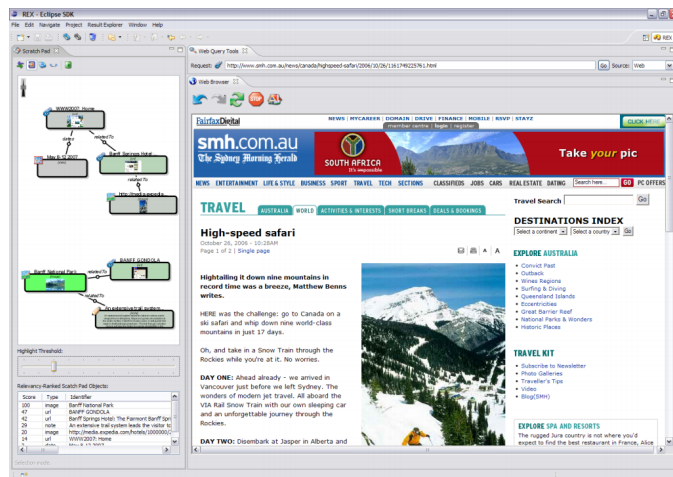 REX - Eclipse SDK
File Edit Navigate Project Result Explorer Window Help
REX
Scratch Pad
WWW2007: Home
dates
relatedTo
May 8-12 2007
Banff Springs Hotel
relatedTo
http://media.expedia
BANFF GONDOLA
Banff National Park
relatedTo
relatedTo
An extensive trail system
Highlight Threshold:
Relevancy-Ranked Scatch Pad Objects:
Score Type Identifier
100 image Banff National Park
47 url BANFF GONDOLA
42 url Banff Springs Hotel: The Fairmont Banff Spri
29 note An extensive trail system leads the visitor to
20 image http://media.expedia.com/hotels/1000000/
14 url WWW2007: Home
Selection mode:
Web Query Tools
Request: http://www.smh.com.au/news/canada/highspeed-safari/2006/10/26/1161749225761.html Go Source: Web
Web Browser
STOP
FairfaxDigital
NEWS | MYCAREER | DOMAIN | DRIVE | FINANCE | MOBILE | RSVP | STAYZ
member centre | login | register
CLICK HERE
smh.com.au
The Sydney Morning Herald
SOUTH AFRICA
It's impossible
Take your pic
NEWS ENTERTAINMENT LIFE & STYLE BUSINESS SPORT TRAVEL TECH SECTIONS CLASSIFIEDS JOBS CARS REAL ESTATE DATING Search here... GO PC OFFERS
TRAVEL
AUSTRALIA WORLD ACTIVITIES & INTERESTS SHORT BREAKS DEALS & BOOKINGS
High-speed safari
October 26, 2006 - 10:28AM
Page 1 of 2 | Single page
A A
Hightailing it down nine mountains in
record time was a breeze, Matthew Benns
writes.
HERE was the challenge: go to Canada on a
ski safari and whip down nine world-class
mountains in just 17 days.
Oh, and take in a Snow Train through the
Rockies while you're at it. No worries.
DAY ONE: Ahead already - we arrived in
Vancouver just before we left Sydney. The
wonders of modern jet travel. All aboard the
VIA Rail Snow Train with our own sleeping car
and an unforgettable journey through the
Rockies.
DAY TWO: Disembark at Jasper in Alberta and
Travel Search Go
DESTINATIONS INDEX
Select a continent Select a country Go
EXPLORE AUSTRALIA
Convict Past
Outback
Wines Regions
Surfing & Diving
Queensland Islands
Eccentricities
Great Barrier Reef
National Parks & Wonders
Historic Places
TRAVEL KIT
Subscribe to Newsletter
Photo Galleries
Traveller's Tips
Video
Blog(SMH)
EXPLORE SPA AND RESORTS
The rugged Jura country is not where you'd
expect to find the best restaurant in France, Alice